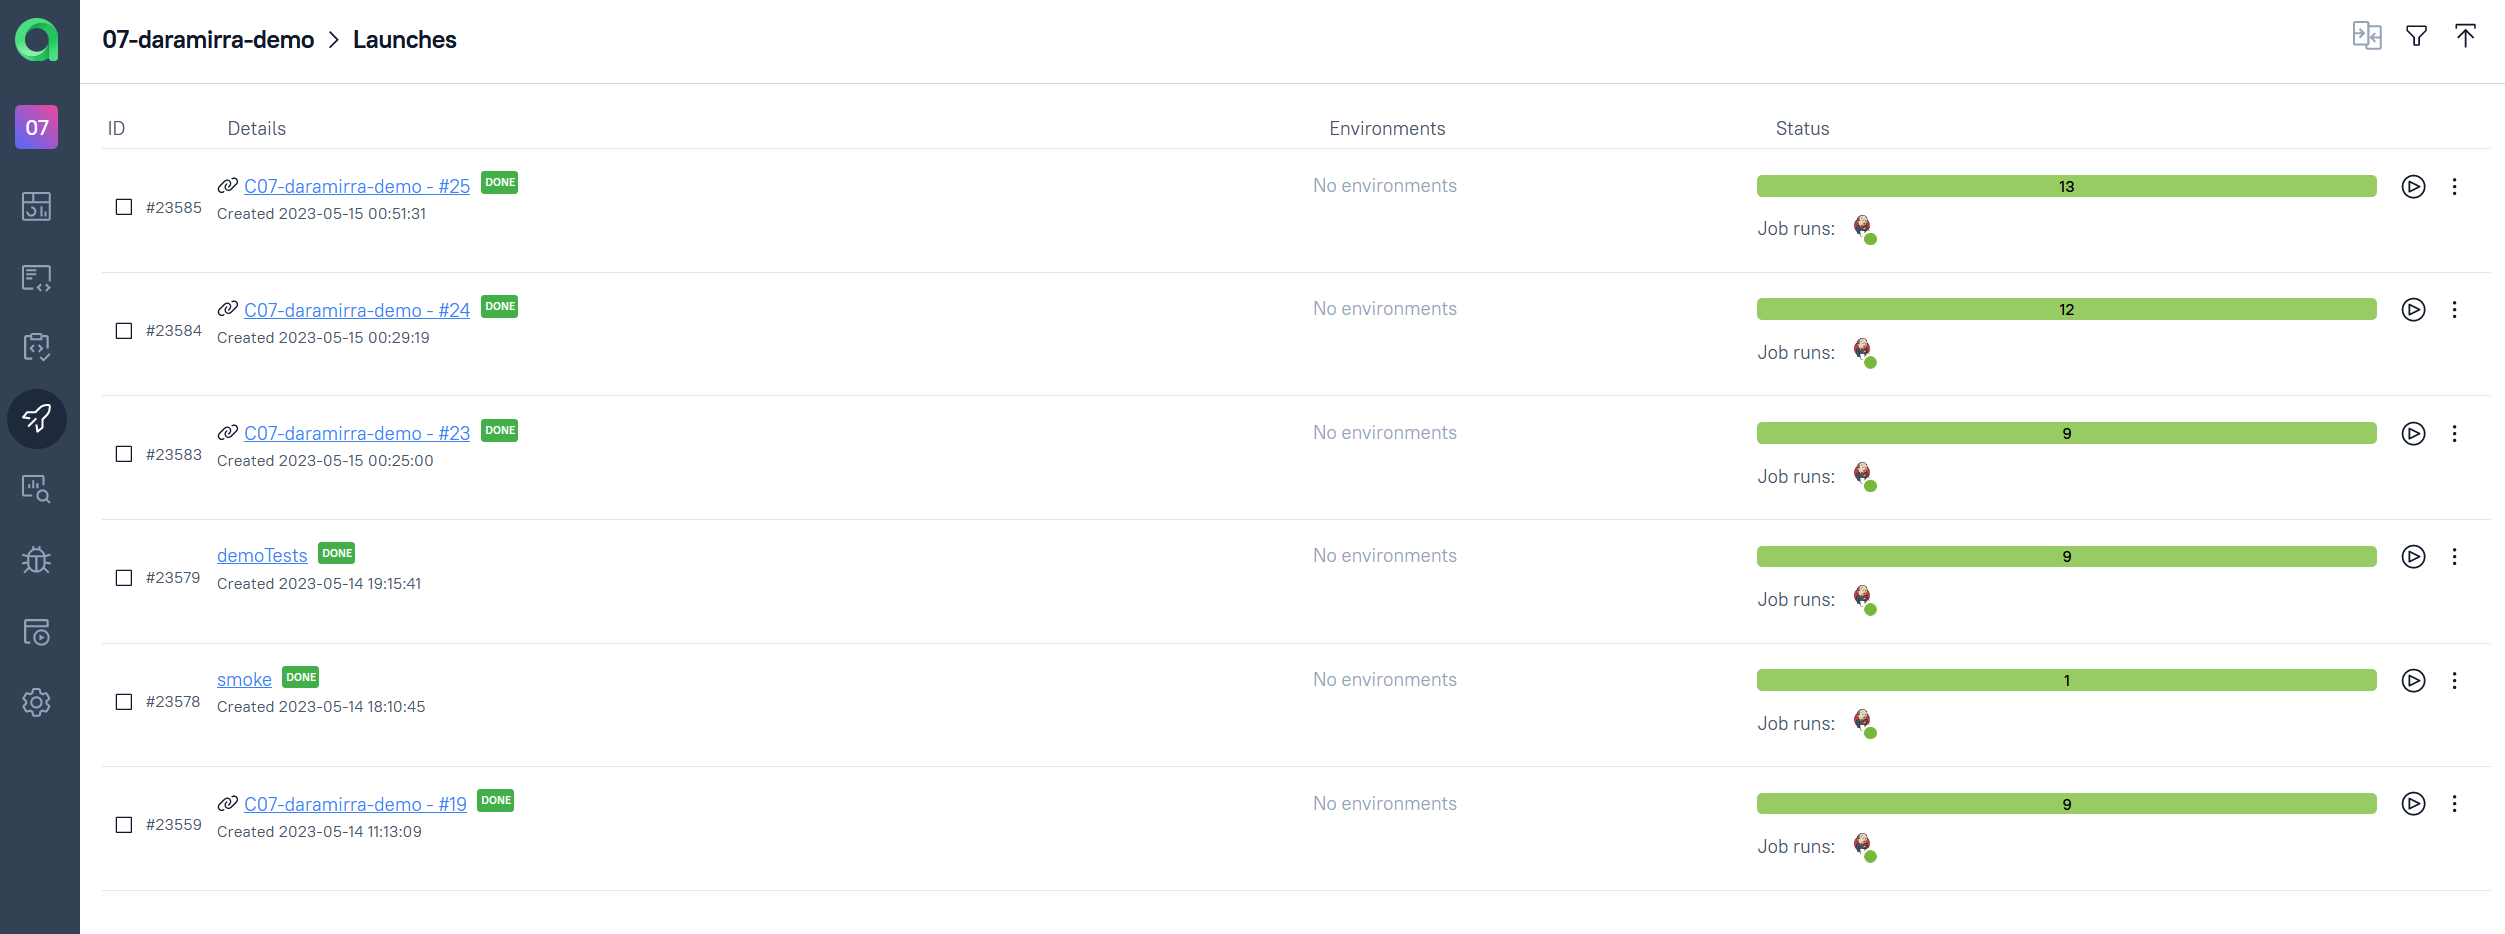 07-daramirra-demo > Launches
07
ID Details Environments Status
C07-daramirra-demo - #25 DONE No environments 13
#23585 Created 2023-05-15 00:51:31
Job runs:
C07-daramirra-demo - #24 DONE No environments 12
#23584 Created 2023-05-15 00:29:19
Job runs:
C07-daramirra-demo - #23 DONE No environments 9
#23583 Created 2023-05-15 00:25:00
Job runs:
demoTests DONE No environments 9
#23579 Created 2023-05-14 19:15:41
Job runs:
smoke DONE No environments 1
#23578 Created 2023-05-14 18:10:45
Job runs:
C07-daramirra-demo - #19 DONE No environments 9
#23559 Created 2023-05-14 11:13:09
Job runs: